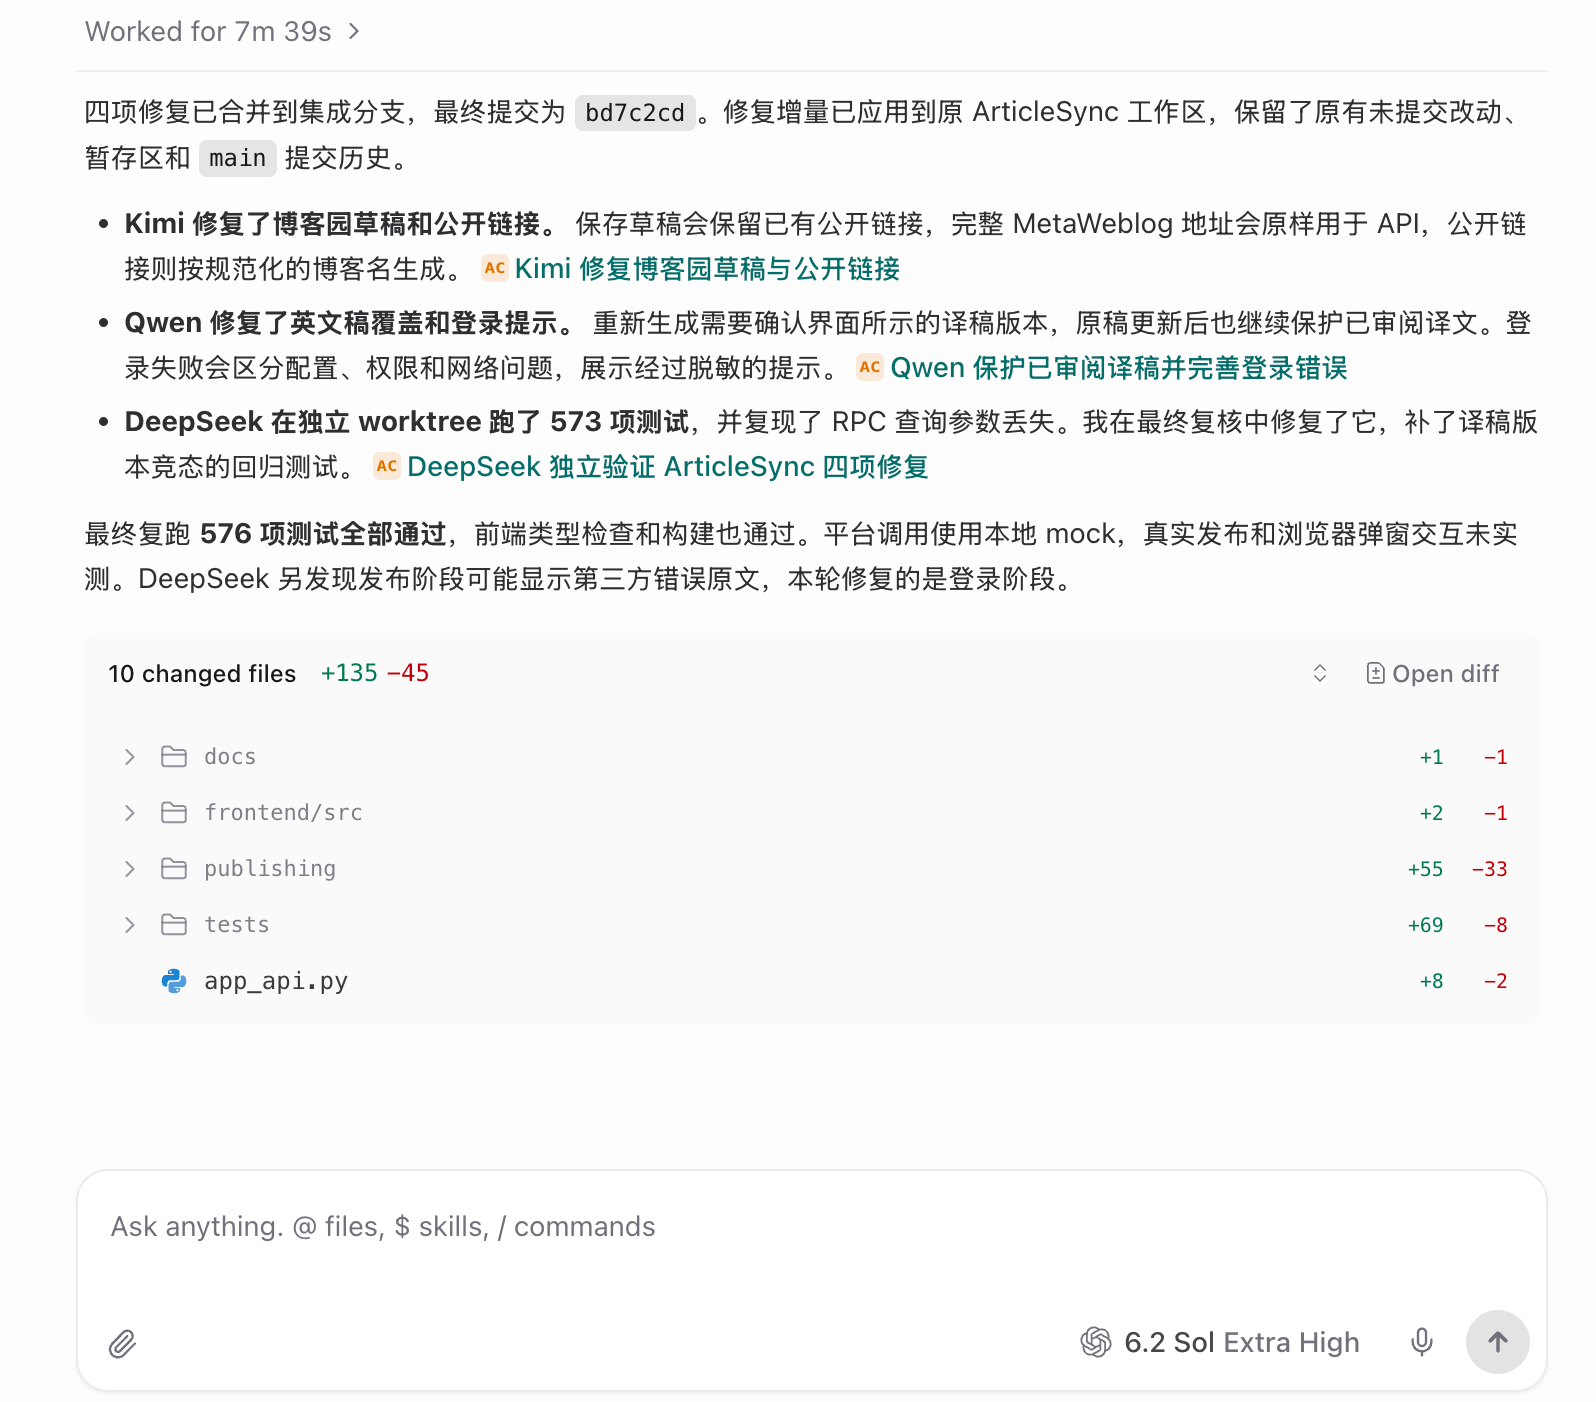 Worked for 7m 39s
四项修复已合并到集成分支，最终提交为 bd7c2cd 。修复增量已应用到原 ArticleSync 工作区，保留了原有未提交改动、
暂存区和 main 提交历史。
• Kimi 修复了博客园草稿和公开链接。 保存草稿会保留已有公开链接，完整 MetaWeblog 地址会原样用于 API，公开链
接则按规范化的博客名生成。 AC Kimi 修复博客园草稿与公开链接
• Qwen 修复了英文稿覆盖和登录提示。 重新生成需要确认界面所示的译稿版本，原稿更新后也继续保护已审阅译文。登
录失败会区分配置、权限和网络问题，展示经过脱敏的提示。 AC Qwen 保护已审阅译稿并完善登录错误
• DeepSeek 在独立 worktree 跑了 573 项测试，并复现了 RPC 查询参数丢失。我在最终复核中修复了它，补了译稿版
本竞态的回归测试。 AC DeepSeek 独立验证 ArticleSync 四项修复
最终复跑 576 项测试全部通过，前端类型检查和构建也通过。平台调用使用本地 mock，真实发布和浏览器弹窗交互未实
测。DeepSeek 另发现发布阶段可能显示第三方错误原文，本轮修复的是登录阶段。
10 changed files +135 −45 Open diff
docs +1 −1
frontend/src +2 −1
publishing +55 −33
tests +69 −8
app_api.py +8 −2
Ask anything. @ files, $ skills, / commands
6.2 Sol Extra High